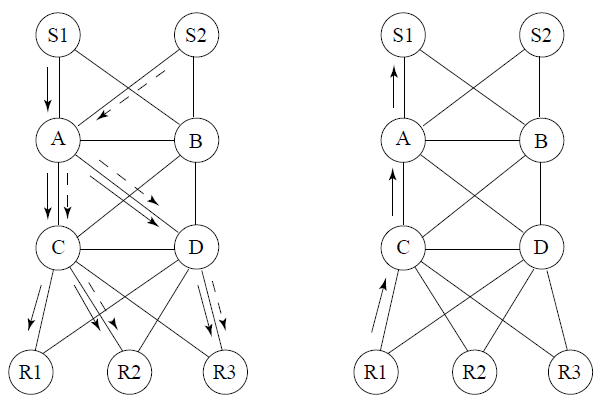 S1 S2 S1 S2
A B A B
C D C D
R1 R2 R3 R1 R2 R3